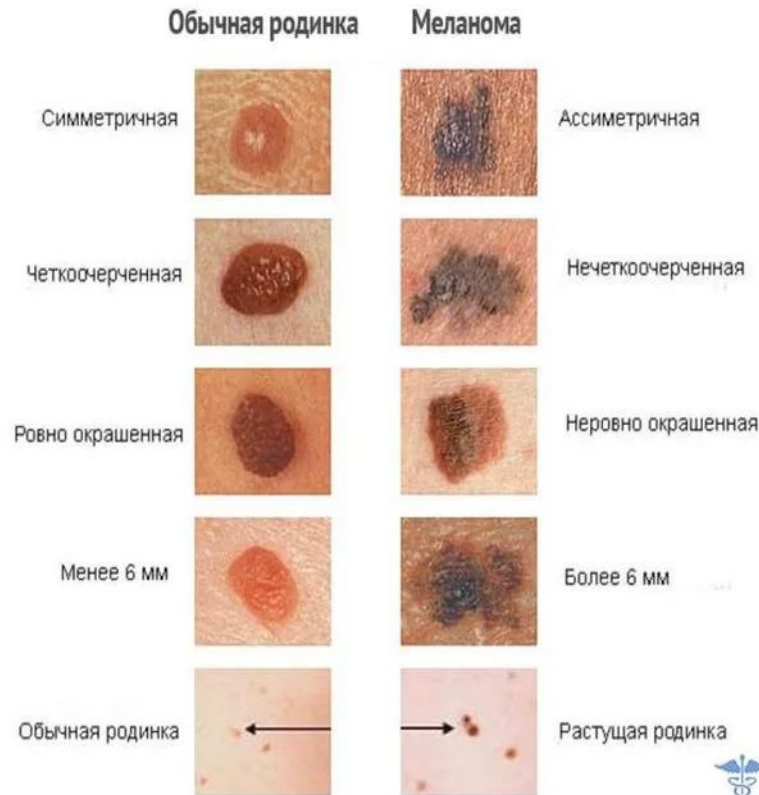 Обычная родинка Меланома
Симметричная Ассиметричная
Четкоочерченная Нечеткоочерченная
Ровно окрашенная Неровно окрашенная
Менее 6 мм Более 6 мм
Обычная родинка Растущая родинка